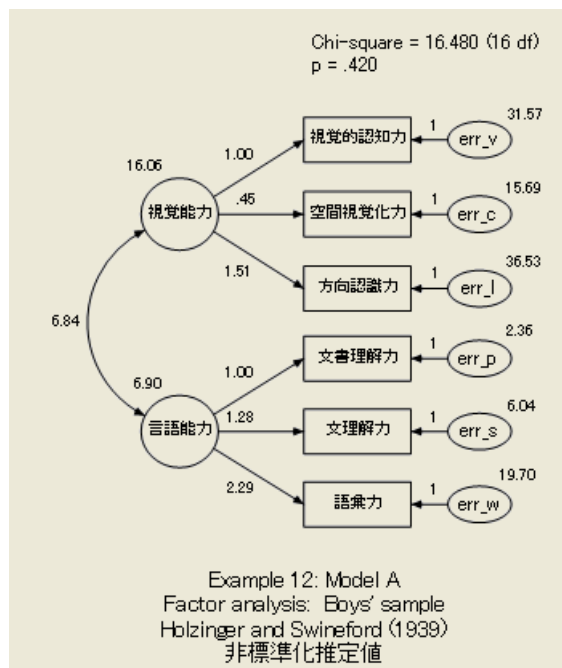 Chi-square = 16.480 (16 df)
p = .420
31.57
視覚的認知力
1
err_v
16.06
1.00
視覚能力
.45
空間視覚化力
1
err_c
15.69
1.51
方向認識力
1
err_l
36.53
6.84
文書理解力
1
err_p
2.36
6.90
1.00
言語能力
1.28
文理解力
1
err_s
6.04
2.29
語彙力
1
err_w
19.70
Example 12: Model A
Factor analysis: Boys' sample
Holzinger and Swineford (1939)
非標準化推定値